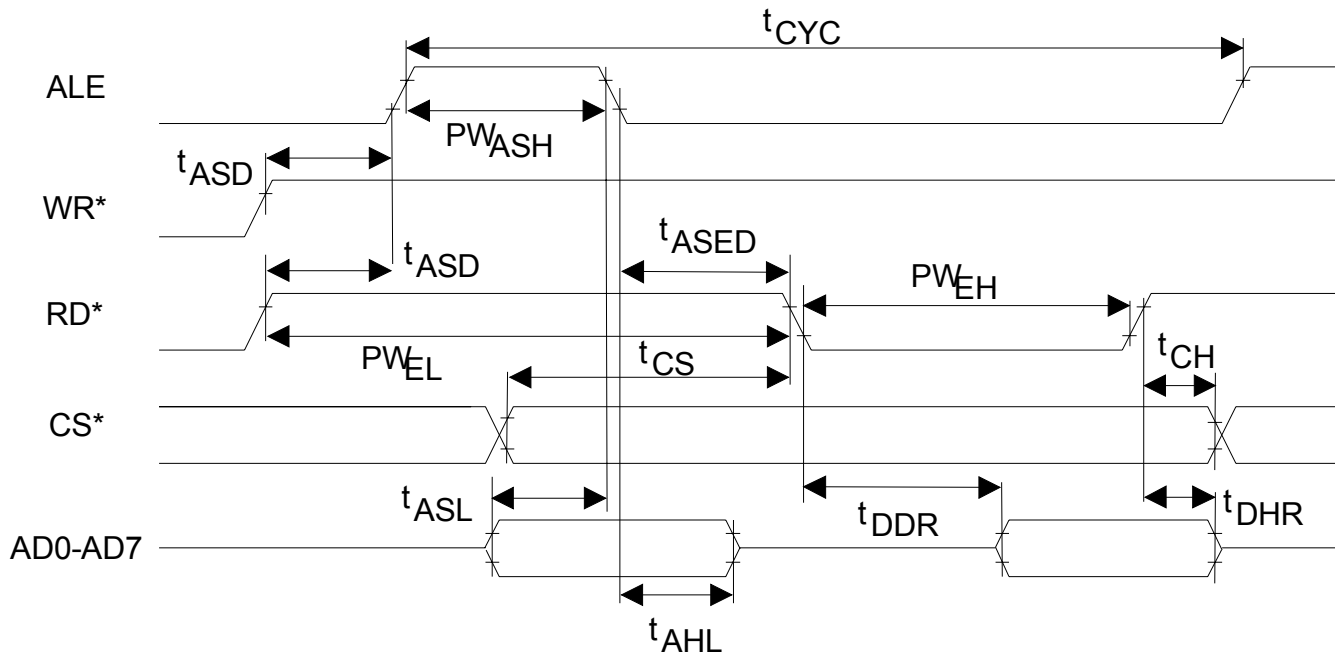 tCYC
ALE
PWASH
tASD
WR*
tASED
tASD
PWEH
RD*
PWEL
tCS
tCH
CS*
tASL
tDDR
tDHR
AD0-AD7
tAHL